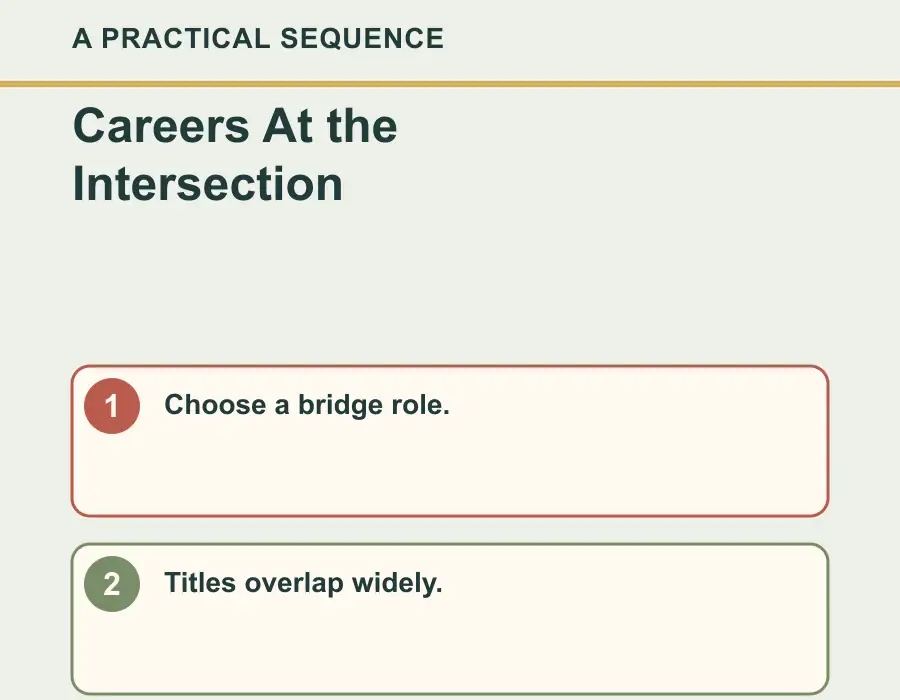 A PRACTICAL SEQUENCE
Careers At the
Intersection
1 Choose a bridge role.
2 Titles overlap widely.